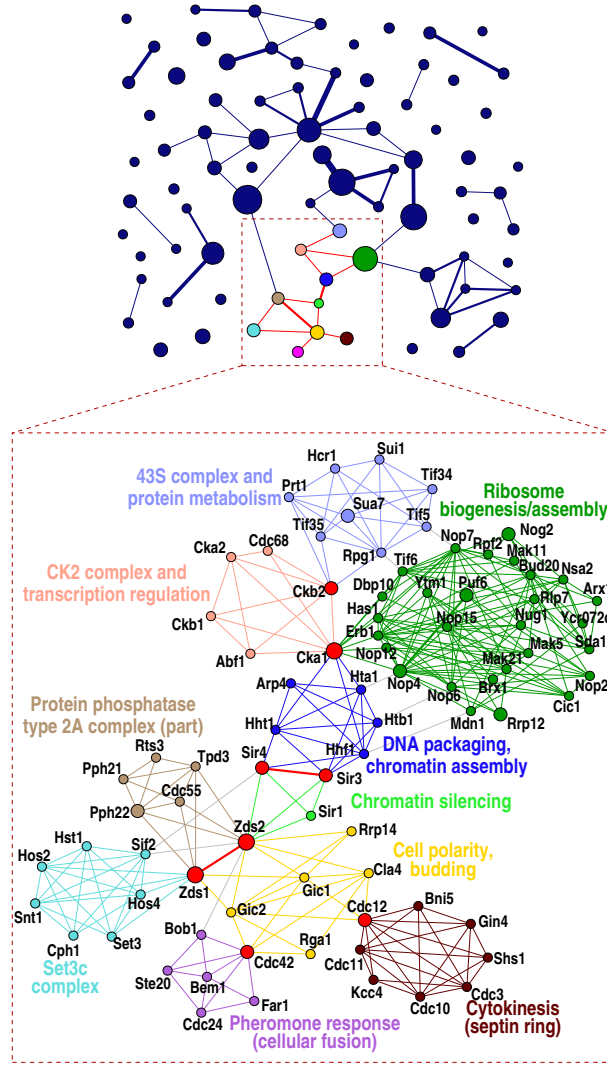 Sui1
Hcr1
43S complex and
protein metabolism
Prt1
Tif34
Sua7
Ribosome
biogenesis/assembly
Tif35
Tif5
Nog2
Nop7
Rpf2
Cka2
Cdc68
Rpg1
Tif6
Mak11
Bud20
Nsa2
CK2 complex and
transcription regulation
Ckb2
Dbp10
Ytm1
Puf6
Rlp7
Has1
Nop15
Nug1
Ycr072c
Ckb1
Erb1
Abf1
Cka1
Nop12
Mak5
Sda1
Mak21
Arp4
Hta1
Nop4
Nop6
Brx1
Nop2
Cic1
Protein phosphatase
type 2A complex (part)
Hht1
Htb1
Mdn1
Rrp12
Rts3
Tpd3
Sir4
Hhf1
DNA packaging,
chromatin assembly
Pph21
Sir3
Cdc55
Chromatin silencing
Pph22
Sir1
Zds2
Hst1
Sif2
Rrp14
Hos2
Cell polarity,
budding
Cla4
Zds1
Gic1
Snt1
Hos4
Gic2
Cdc12
Bni5
Cph1
Set3
Bob1
Rga1
Gin4
Set3c
complex
Cdc42
Cdc11
Shs1
Ste20
Bem1
Kcc4
Cdc3
Far1
Cdc10
Cdc24
Pheromone response
(cellular fusion)
Cytokinesis
(septin ring)